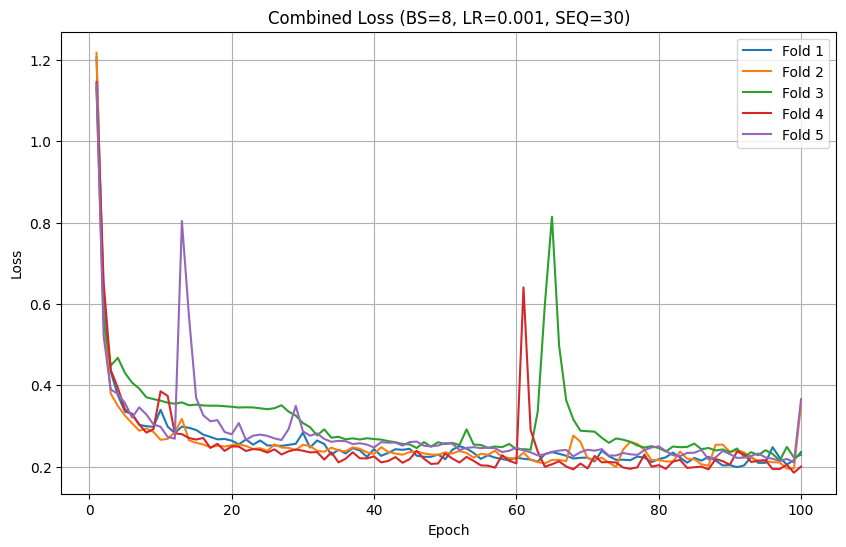 Combined Loss (BS=8, LR=0.001, SEQ=30)
Loss
1.2
1.0
0.8
0.6
0.4
0.2
Fold 1
Fold 2
Fold 3
Fold 4
Fold 5
0 20 40 60 80 100
Epoch